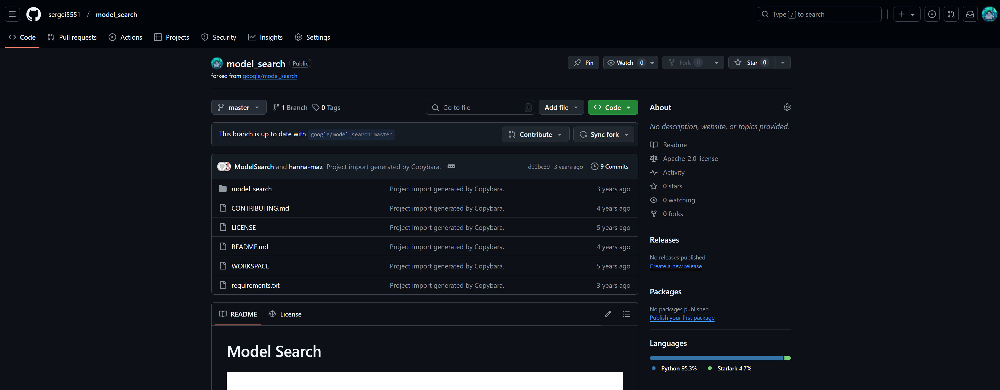 sergei5551 / model_search
Type / to search
Code Pull requests Actions Projects Security Insights Settings
model_search Public
Pin Watch 0 Fork 0 Star 0
forked from google/model_search
master 1 Branch 0 Tags Go to file t Add file Code
This branch is up to date with google/model_search:master. Contribute Sync fork
ModelSearch and hanna-maz Project import generated by Copybara. d90bc39 · 3 years ago 9 Commits
model_search Project import generated by Copybara. 3 years ago
CONTRIBUTING.md Project import generated by Copybara. 4 years ago
LICENSE Project import generated by Copybara. 5 years ago
README.md Project import generated by Copybara. 4 years ago
WORKSPACE Project import generated by Copybara. 5 years ago
requirements.txt Project import generated by Copybara. 3 years ago
README License
Model Search
About
No description, website, or topics provided.
Readme
Apache-2.0 license
Activity
0 stars
0 watching
0 forks
Releases
No releases published
Create a new release
Packages
No packages published
Publish your first package
Languages
Python 95.3% Starlark 4.7%